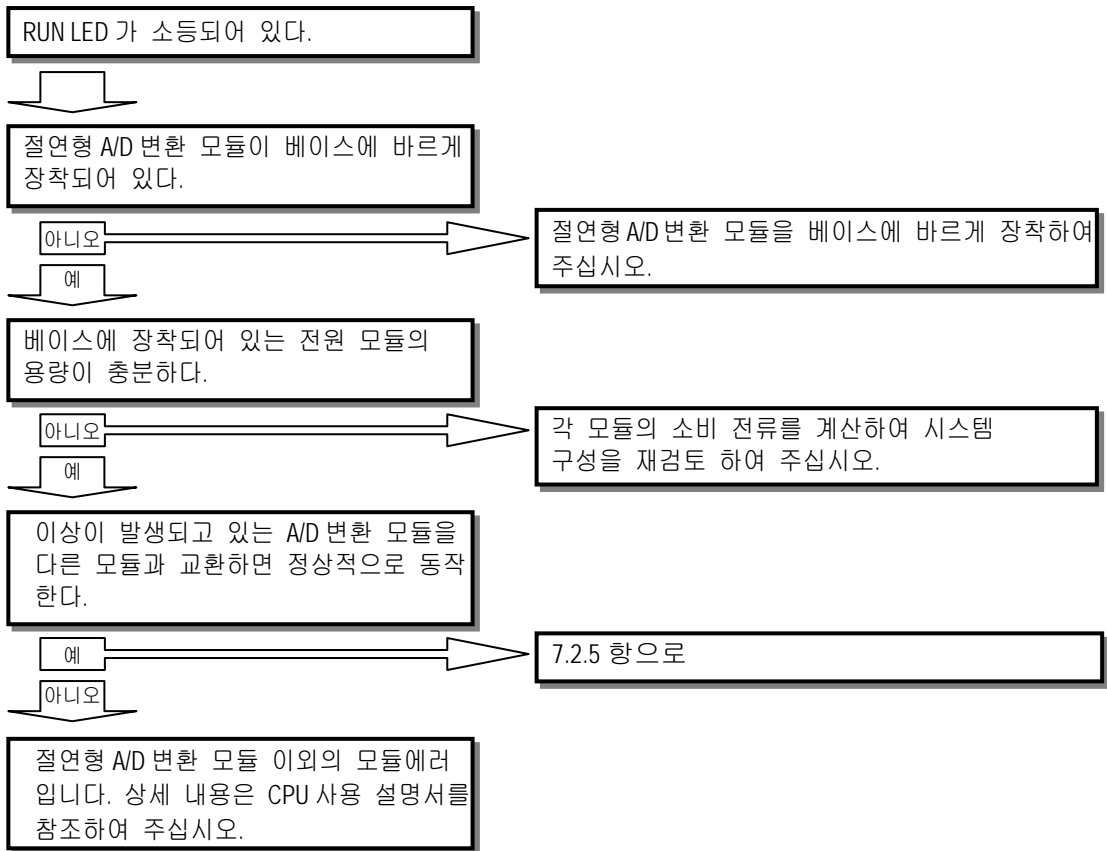 RUN LED 가 소등되어 있다.
절연형 A/D 변환 모듈이 베이스에 바르게
장착되어 있다.
아니오
절연형 A/D 변환 모듈을 베이스에 바르게 장착하여
주십시오.
예
베이스에 장착되어 있는 전원 모듈의
용량이 충분하다.
아니오
각 모듈의 소비 전류를 계산하여 시스템
구성을 재검토 하여 주십시오.
예
이상이 발생되고 있는 A/D 변환 모듈을
다른 모듈과 교환하면 정상적으로 동작
한다.
예
7.2.5 항으로
아니오
절연형 A/D 변환 모듈 이외의 모듈에러
입니다. 상세 내용은 CPU 사용 설명서를
참조하여 주십시오.